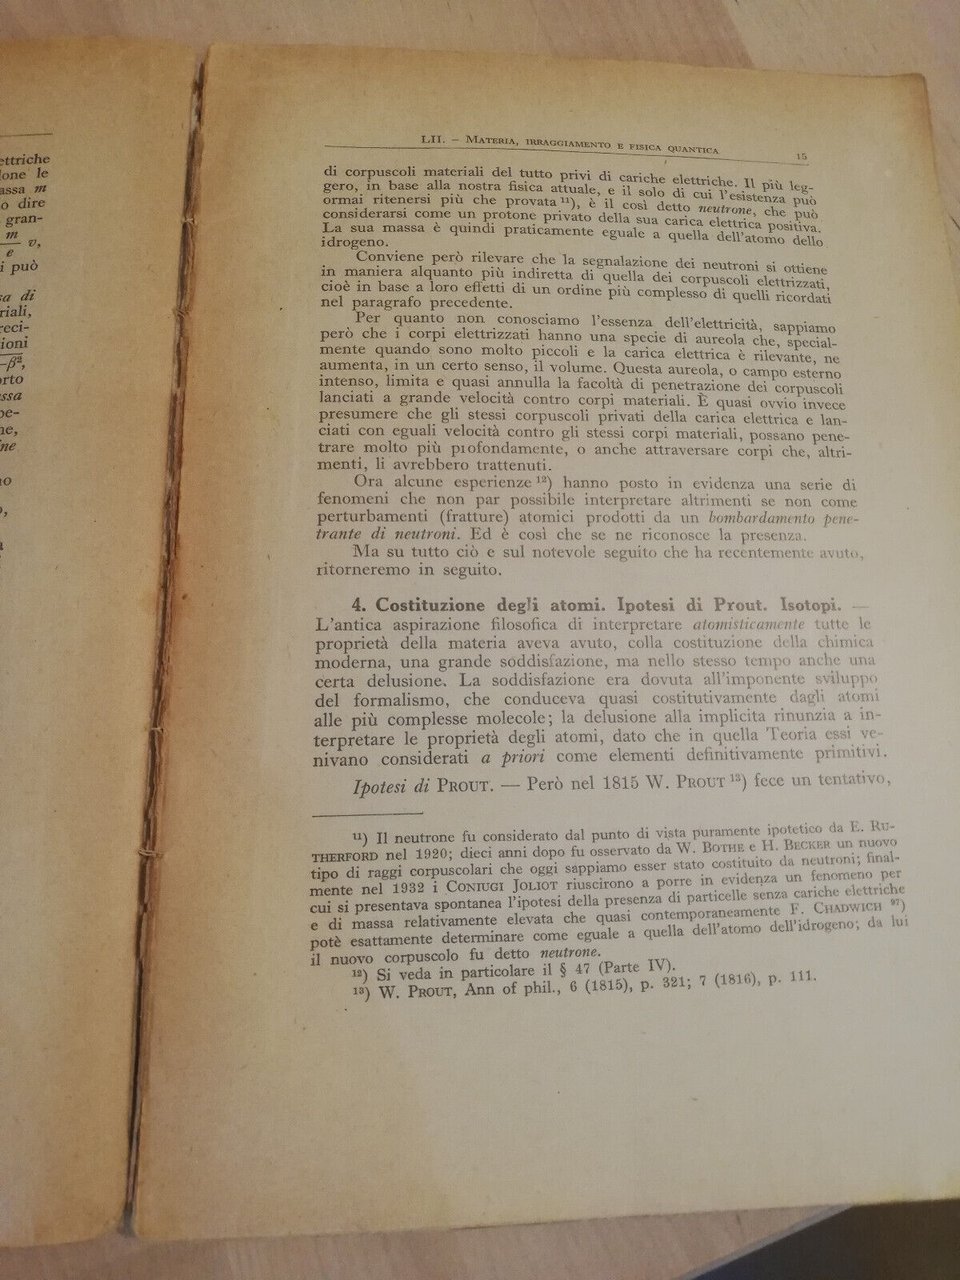 ettriche
ione le
assa m
o dire
gran-
m
e
v,
i può
sa di
riali,
reci-
ioni
-β²,
orto
assa
pe-
ne,
ine
no
o,
a
LII. — Materia, irraggiamento e fisica quantica
15
di corpuscoli materiali del tutto privi di cariche elettriche. Il più leg-
gero, in base alla nostra fisica attuale, e il solo di cui l'esistenza può
ormai ritenersi più che provata ¹¹), è il così detto neutrone, che può
considerarsi come un protone privato della sua carica elettrica positiva.
La sua massa è quindi praticamente eguale a quella dell'atomo dello
idrogeno.
Conviene però rilevare che la segnalazione dei neutroni si ottiene
in maniera alquanto più indiretta di quella dei corpuscoli elettrizzati,
cioè in base a loro effetti di un ordine più complesso di quelli ricordati
nel paragrafo precedente.
Per quanto non conosciamo l'essenza dell'elettricità, sappiamo
però che i corpi elettrizzati hanno una specie di aureola che, special-
mente quando sono molto piccoli e la carica elettrica è rilevante, ne
aumenta, in un certo senso, il volume. Questa aureola, o campo esterno
intenso, limita e quasi annulla la facoltà di penetrazione dei corpuscoli
lanciati a grande velocità contro corpi materiali. È quasi ovvio invece
presumere che gli stessi corpuscoli privati della carica elettrica e lan-
ciati con eguali velocità contro gli stessi corpi materiali, possano pene-
trare molto più profondamente, o anche attraversare corpi che, altri-
menti, li avrebbero trattenuti.
Ora alcune esperienze ¹²) hanno posto in evidenza una serie di
fenomeni che non par possibile interpretare altrimenti se non come
perturbamenti (fratture) atomici prodotti da un bombardamento pene-
trante di neutroni. Ed è così che se ne riconosce la presenza.
Ma su tutto ciò e sul notevole seguito che ha recentemente avuto,
ritorneremo in seguito.
4. Costituzione degli atomi. Ipotesi di Prout. Isotopi. —
L'antica aspirazione filosofica di interpretare atomisticamente tutte le
proprietà della materia aveva avuto, colla costituzione della chimica
moderna, una grande soddisfazione, ma nello stesso tempo anche una
certa delusione. La soddisfazione era dovuta all'imponente sviluppo
del formalismo, che conduceva quasi costitutivamente dagli atomi
alle più complesse molecole; la delusione alla implicita rinunzia a in-
terpretare le proprietà degli atomi, dato che in quella Teoria essi ve-
nivano considerati a priori come elementi definitivamente primitivi.
Ipotesi di Prout. — Però nel 1815 W. Prout ¹³) fece un tentativo,
¹¹) Il neutrone fu considerato dal punto di vista puramente ipotetico da E. Ru-
therford nel 1920; dieci anni dopo fu osservato da W. Bothe e H. Becker un nuovo
tipo di raggi corpuscolari che oggi sappiamo esser stato costituito da neutroni; final-
mente nel 1932 i Coniugi Joliot riuscirono a porre in evidenza un fenomeno per
cui si presentava spontanea l'ipotesi della presenza di particelle senza cariche elettriche
e di massa relativamente elevata che quasi contemporaneamente F. Chadwich ⁹⁷)
potè esattamente determinare come eguale a quella dell'atomo dell'idrogeno; da lui
il nuovo corpuscolo fu detto neutrone.
¹²) Si veda in particolare il § 47 (Parte IV).
¹³) W. Prout, Ann of phil., 6 (1815), p. 321; 7 (1816), p. 111.